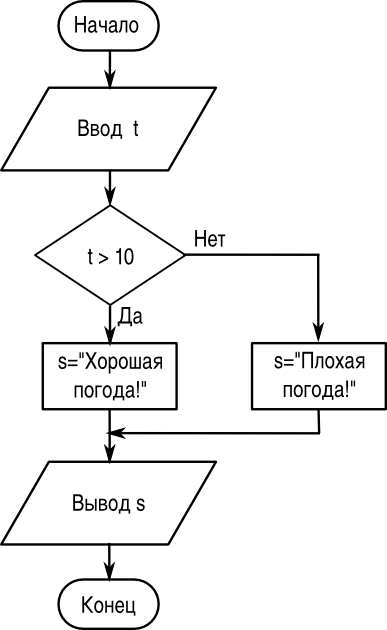 Начало
Ввод t
t > 10
Нет
Да
s="Хорошая
погода!"
s="Плохая
погода!"
Вывод s
Конец